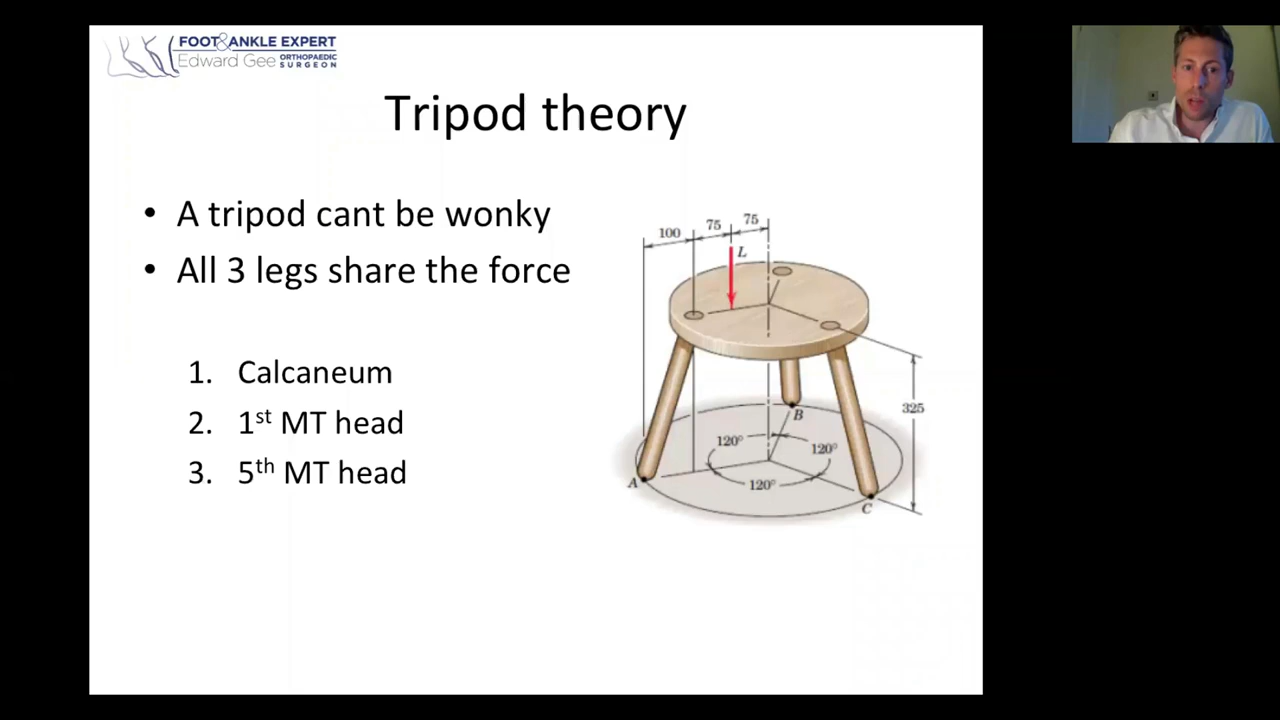 FOOT & ANKLE EXPERT
Edward Gee ORTHOPAEDIC SURGEON
Tripod theory
• A tripod cant be wonky
• All 3 legs share the force
1. Calcaneum
2. 1st MT head
3. 5th MT head
100 75 75
L
325
B
120° 120°
120°
A
C